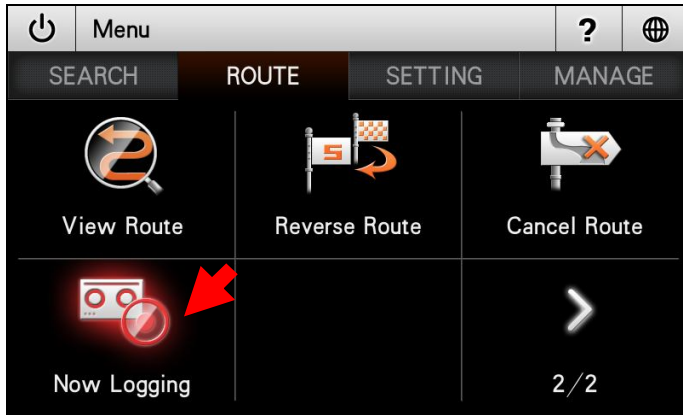 Menu ?
SEARCH ROUTE SETTING MANAGE
S
View Route Reverse Route Cancel Route
Now Logging 2/2